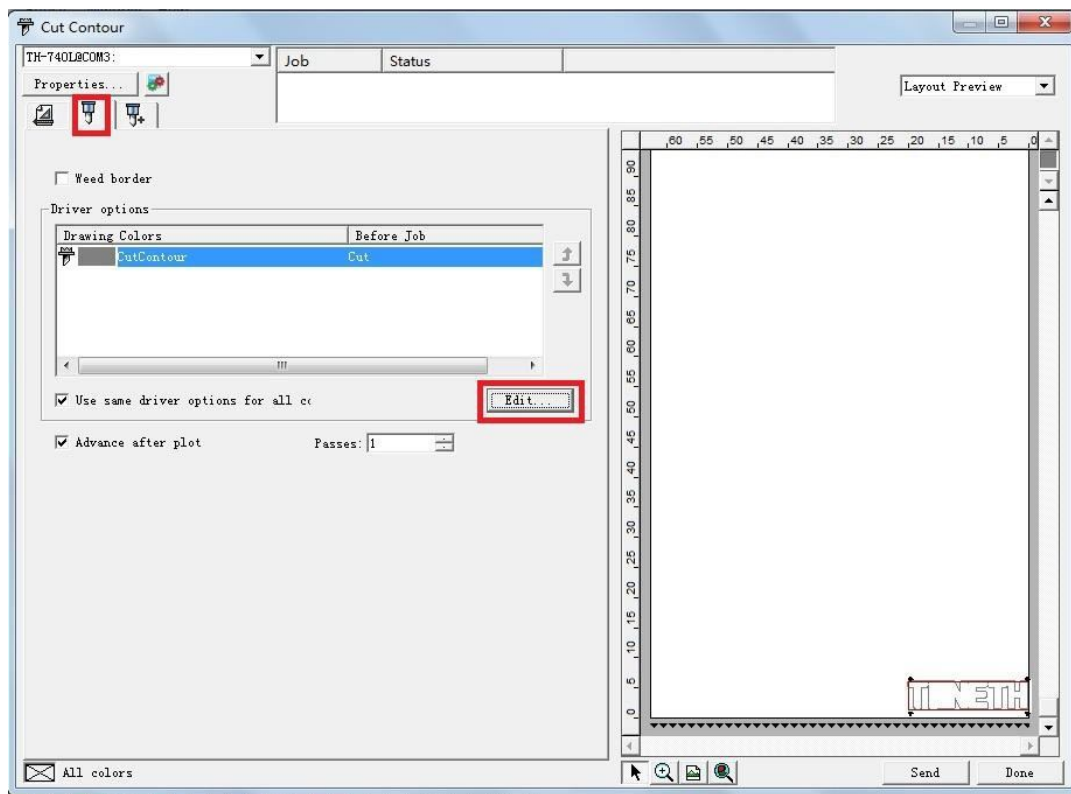 Cut Contour
TH-740L@COM3:
Job Status
Properties...
Layout Preview
,60 ,55 ,50 ,45 ,40 ,35 ,30 ,25 ,20 ,15 ,10 ,5 ,0
90
85
80
75
70
65
60
55
50
45
40
35
30
25
20
15
10
5
0
Weed border
Driver options
Drawing Colors Before Job
CutContour Cut
Use same driver options for all c
Edit...
Advance after plot Passes: 1
All colors
Send Done